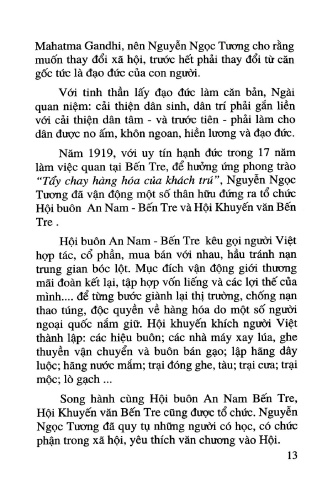 Mahatma Gandhi, nên Nguyễn Ngọc Tương cho rằng
muốn thay đổi xã hội, trước hết phải thay đổi từ căn
gốc tức là đạo đức của con người.
Với tinh thần lấy đạo đức làm căn bản, Ngài
quan niệm: cải thiện dân sinh, dân trí phải gắn liền
với cải thiện dân tâm - và trước tiên - phải làm cho
dân được no ấm, khôn ngoan, hiền lương và đạo đức.
Năm 1919, với uy tín hạnh đức trong 17 năm
làm việc quan tại Bến Tre, để hưởng ứng phong trào
"Tẩy chay hàng hóa của khách trú", Nguyễn Ngọc
Tương đã vận động một số thân hữu đứng ra tổ chức
Hội buôn An Nam - Bến Tre và Hội Khuyến văn Bến
Tre .
Hội buôn An Nam - Bến Tre kêu gọi người Việt
hợp tác, cổ phần, mua bán với nhau, hầu tránh nạn
trung gian bóc lột. Mục đích vận động giới thương
mãi đoàn kết lại, tập hợp vốn liếng và các lợi thế của
mình.... để từng bước giành lại thị trường, chống nạn
thao túng, độc quyền về hàng hóa do một số người
ngoại quốc nắm giữ. Hội khuyến khích người Việt
thành lập: các hiệu buôn; các nhà máy xay lúa, ghe
thuyền vận chuyển và buôn bán gạo; lập hãng dây
luộc; hãng nước mắm; trại đóng ghe, tàu; trại cưa; trại
mộc; lò gạch ...
Song hành cùng Hội buôn An Nam Bến Tre,
Hội Khuyến văn Bến Tre cũng được tổ chức. Nguyễn
Ngọc Tương đã quy tụ những người có học, có chức
phận trong xã hội, yêu thích văn chương vào Hội.
13